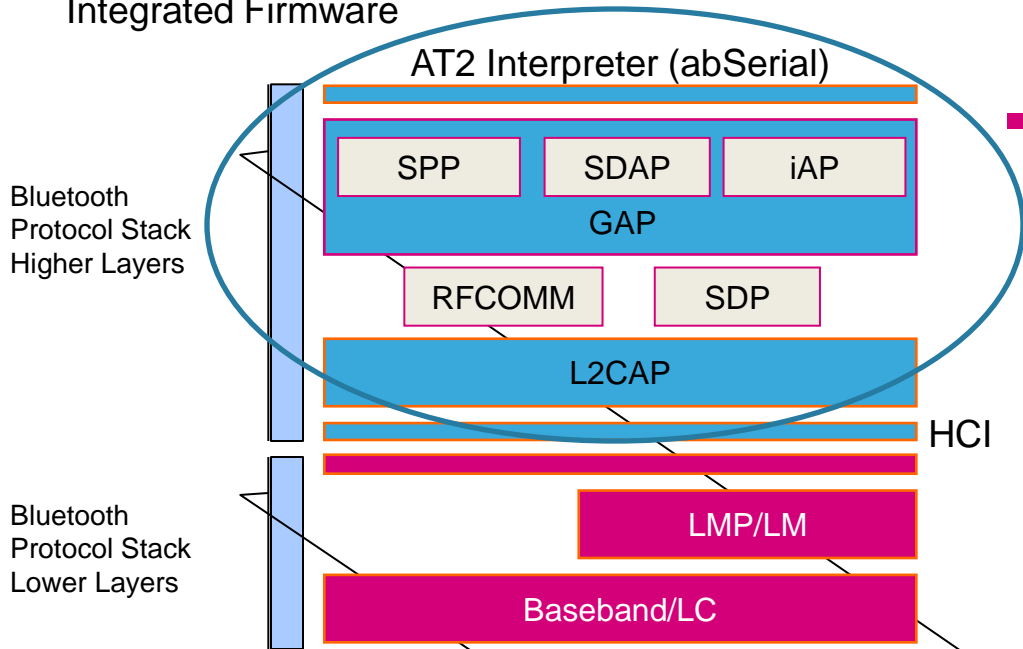 Integrated Firmware
AT2 Interpreter (abSerial)
SPP SDAP iAP
GAP
Bluetooth
Protocol Stack
Higher Layers
RFCOMM SDP
L2CAP
HCI
LMP/LM
Bluetooth
Protocol Stack
Lower Layers
Baseband/LC